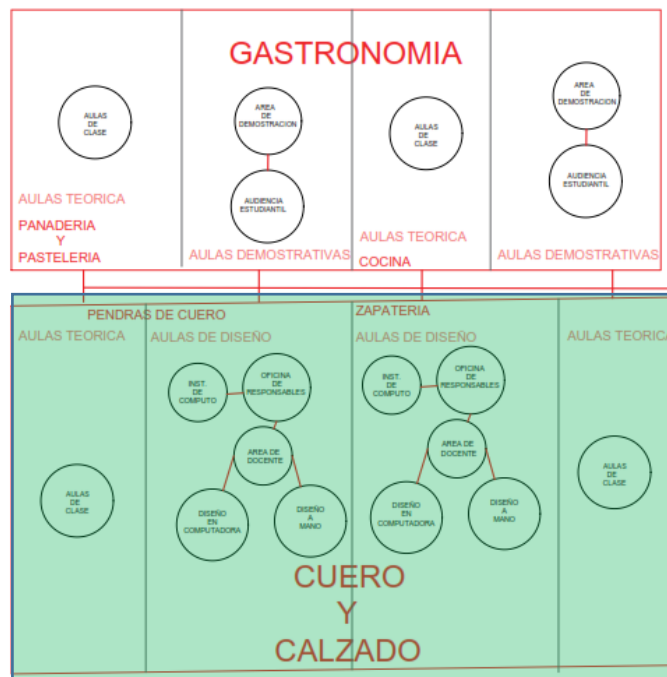 GASTRONOMIA
AULAS
DE
CLASE
AULAS TEORICA
PANADERIA
Y
PASTELERIA
AREA
DE
DEMOSTRACION
AUDIENCIA
ESTUDIANTIL
AULAS DEMOSTRATIVAS
AULAS
DE
CLASE
AULAS TEORICA
COCINA
AREA
DE
DEMOSTRACION
AUDIENCIA
ESTUDIANTIL
AULAS DEMOSTRATIVAS
PENDRAS DE CUERO
ZAPATERIA
AULAS TEORICA
AULAS
DE
CLASE
AULAS DE DISEÑO
INST.
DE
COMPUTO
OFICINA
DE
RESPONSABLES
AREA DE
DOCENTE
DISEÑO
EN
COMPUTADORA
DISEÑO
A
MANO
AULAS DE DISEÑO
INST.
DE
COMPUTO
OFICINA
DE
RESPONSABLES
AREA DE
DOCENTE
DISEÑO
EN
COMPUTADORA
DISEÑO
A
MANO
AULAS TEORICA
AULAS
DE
CLASE
CUERO
Y
CALZADO